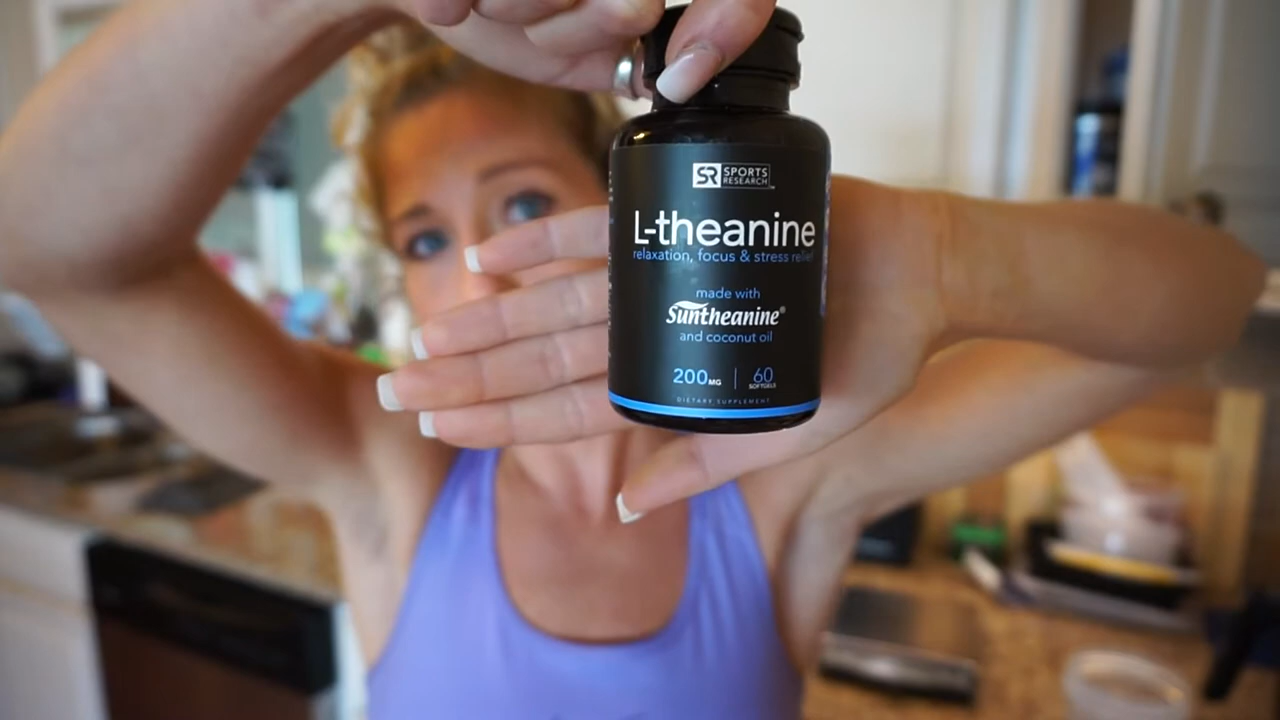 SR SPORTS
RESEARCH
L-theanine
relaxation, focus & stress relief
made with
Suntheanine®
and coconut oil
200MG | 60
SOFTGELS
DIETARY SUPPLEMENT